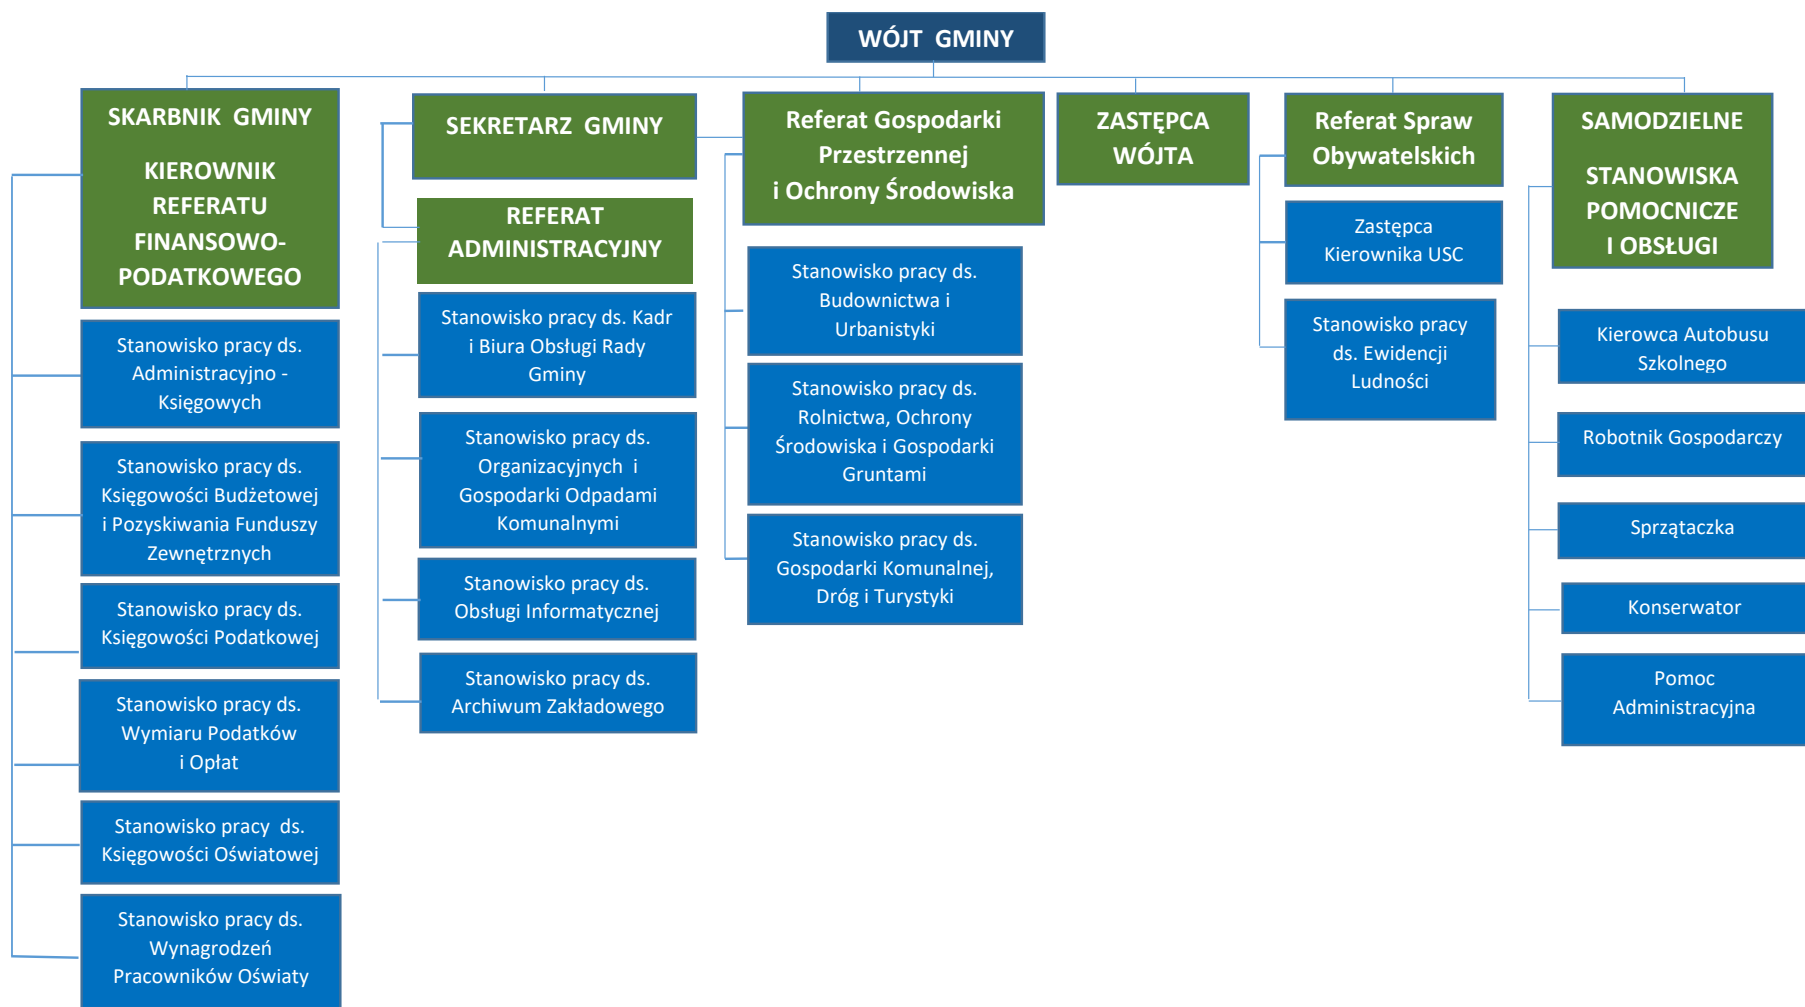 WÓJT GMINY
SKARBNIK GMINY
KIEROWNIK
REFERATU
FINANSOWO-
PODATKOWEGO
Stanowisko pracy ds.
Administracyjno -
Księgowych
Stanowisko pracy ds.
Księgowości Budżetowej
i Pozyskiwania Funduszy
Zewnętrznych
Stanowisko pracy ds.
Księgowości Podatkowej
Stanowisko pracy ds.
Wymiaru Podatków
i Opłat
Stanowisko pracy ds.
Księgowości Oświatowej
Stanowisko pracy ds.
Wynagrodzeń
Pracowników Oświaty
SEKRETARZ GMINY
REFERAT
ADMINISTRACYJNY
Stanowisko pracy ds. Kadr
i Biura Obsługi Rady
Gminy
Stanowisko pracy ds.
Organizacyjnych i
Gospodarki Odpadami
Komunalnymi
Stanowisko pracy ds.
Obsługi Informatycznej
Stanowisko pracy ds.
Archiwum Zakładowego
Referat Gospodarki
Przestrzennej
i Ochrony Środowiska
Stanowisko pracy ds.
Budownictwa i
Urbanistyki
Stanowisko pracy ds.
Rolnictwa, Ochrony
Środowiska i Gospodarki
Gruntami
Stanowisko pracy ds.
Gospodarki Komunalnej,
Dróg i Turystyki
ZASTĘPCA
WÓJTA
Referat Spraw
Obywatelskich
Zastępca
Kierownika USC
Stanowisko pracy
ds. Ewidencji
Ludności
SAMODZIELNE
STANOWISKA
POMOCNICZE
I OBSŁUGI
Kierowca Autobusu
Szkolnego
Robotnik Gospodarczy
Sprzątaczka
Konserwator
Pomoc
Administracyjna